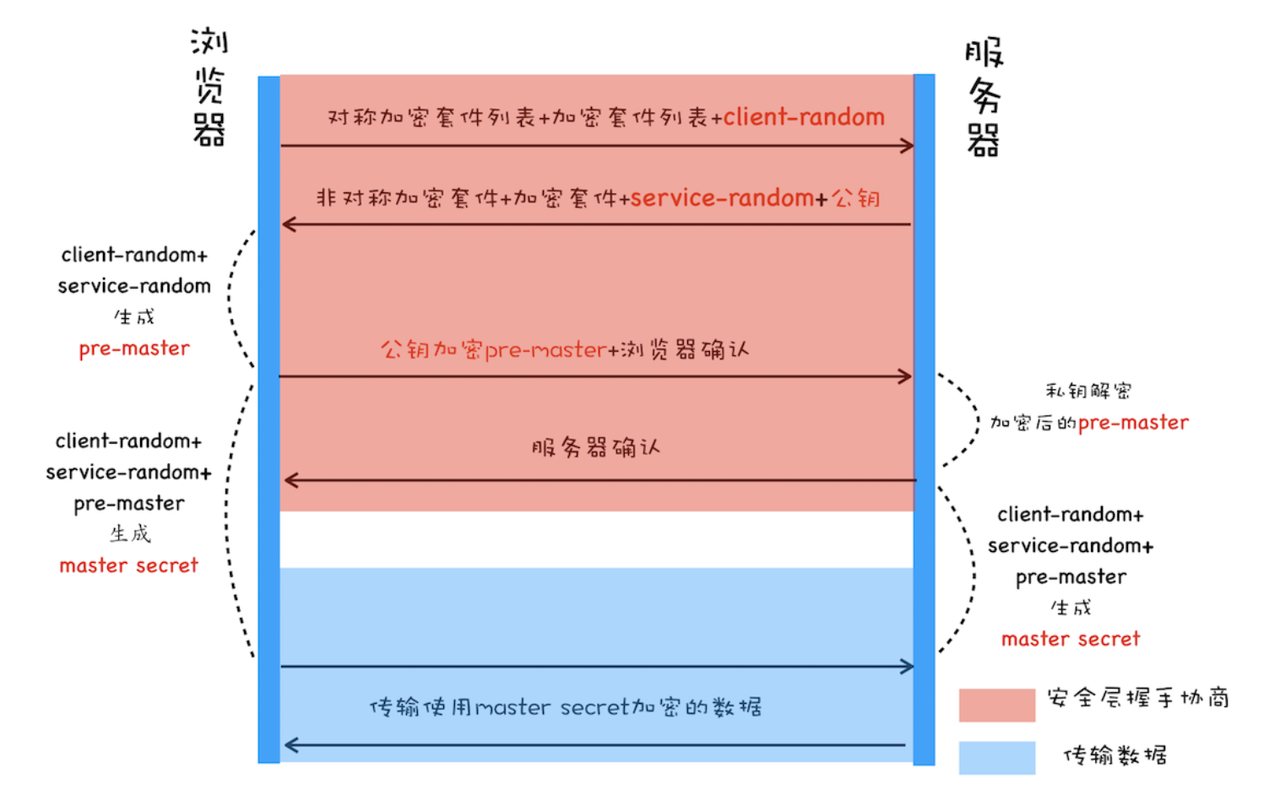 浏览器
服务器
对称加密套件列表+加密套件列表+client-random
非对称加密套件+加密套件+service-random+公钥
client-random+
service-random
生成
pre-master
公钥加密pre-master+浏览器确认
私钥解密
加密后的pre-master
服务器确认
client-random+
service-random+
pre-master
生成
master secret
client-random+
service-random+
pre-master
生成
master secret
传输使用master secret加密的数据
安全层握手协商
传输数据